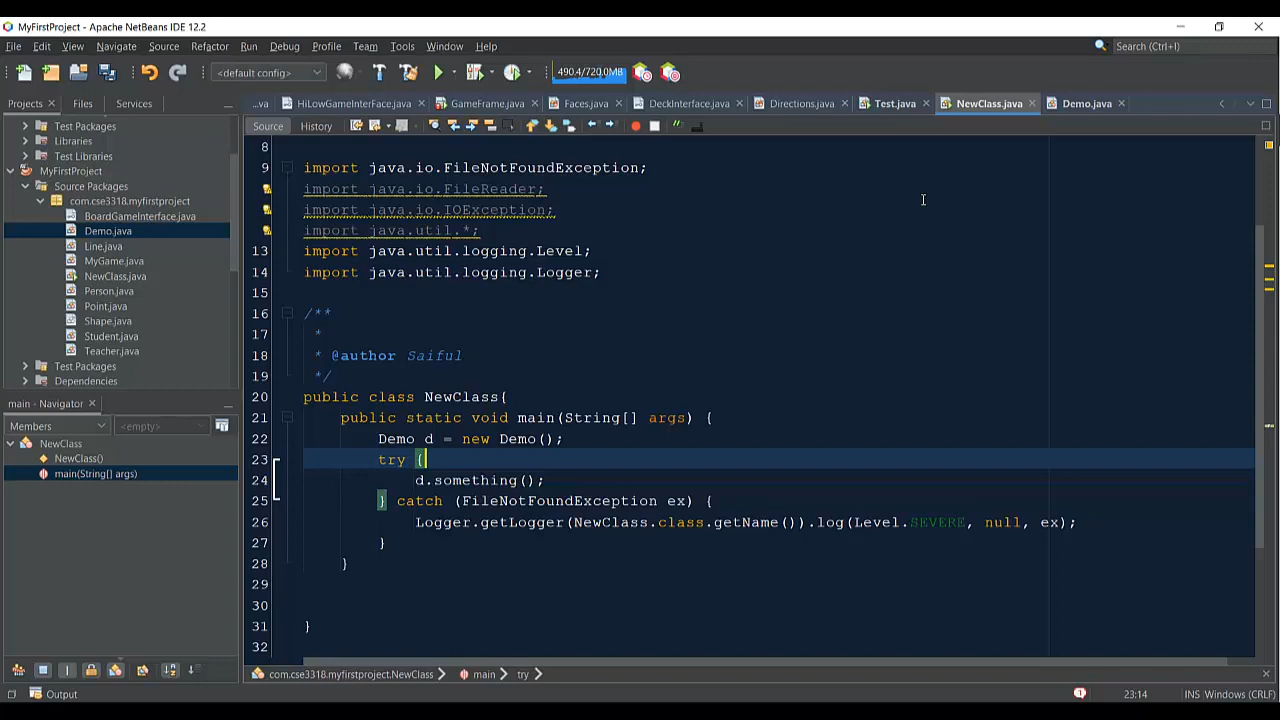 MyFirstProject - Apache NetBeans IDE 12.2
File Edit View Navigate Source Refactor Run Debug Profile Team Tools Window Help Search (Ctrl+I)
<default config> 490.4/720.0MB
Projects Files Services
...va HiLowGameInterFace.java GameFrame.java Faces.java DeckInterface.java Directions.java Test.java NewClass.java Demo.java
Source History
Test Packages
Libraries
Test Libraries
MyFirstProject
Source Packages
com.cse3318.myfirstproject
BoardGameInterface.java
Demo.java
Line.java
MyGame.java
NewClass.java
Person.java
Point.java
Shape.java
Student.java
Teacher.java
Test Packages
Dependencies
main - Navigator
Members <empty>
NewClass
NewClass()
main(String[] args)
8
9 import java.io.FileNotFoundException;
import java.io.FileReader;
import java.io.IOException;
import java.util.*;
13 import java.util.logging.Level;
14 import java.util.logging.Logger;
15
16 /**
17 *
18 * @author Saiful
19 */
20 public class NewClass{
21 public static void main(String[] args) {
22 Demo d = new Demo();
23 try {
24 d.something();
25 } catch (FileNotFoundException ex) {
26 Logger.getLogger(NewClass.class.getName()).log(Level.SEVERE, null, ex);
27 }
28 }
29
30
31 }
32
com.cse3318.myfirstproject.NewClass main try
Output 1 23:14 INS Windows (CRLF)